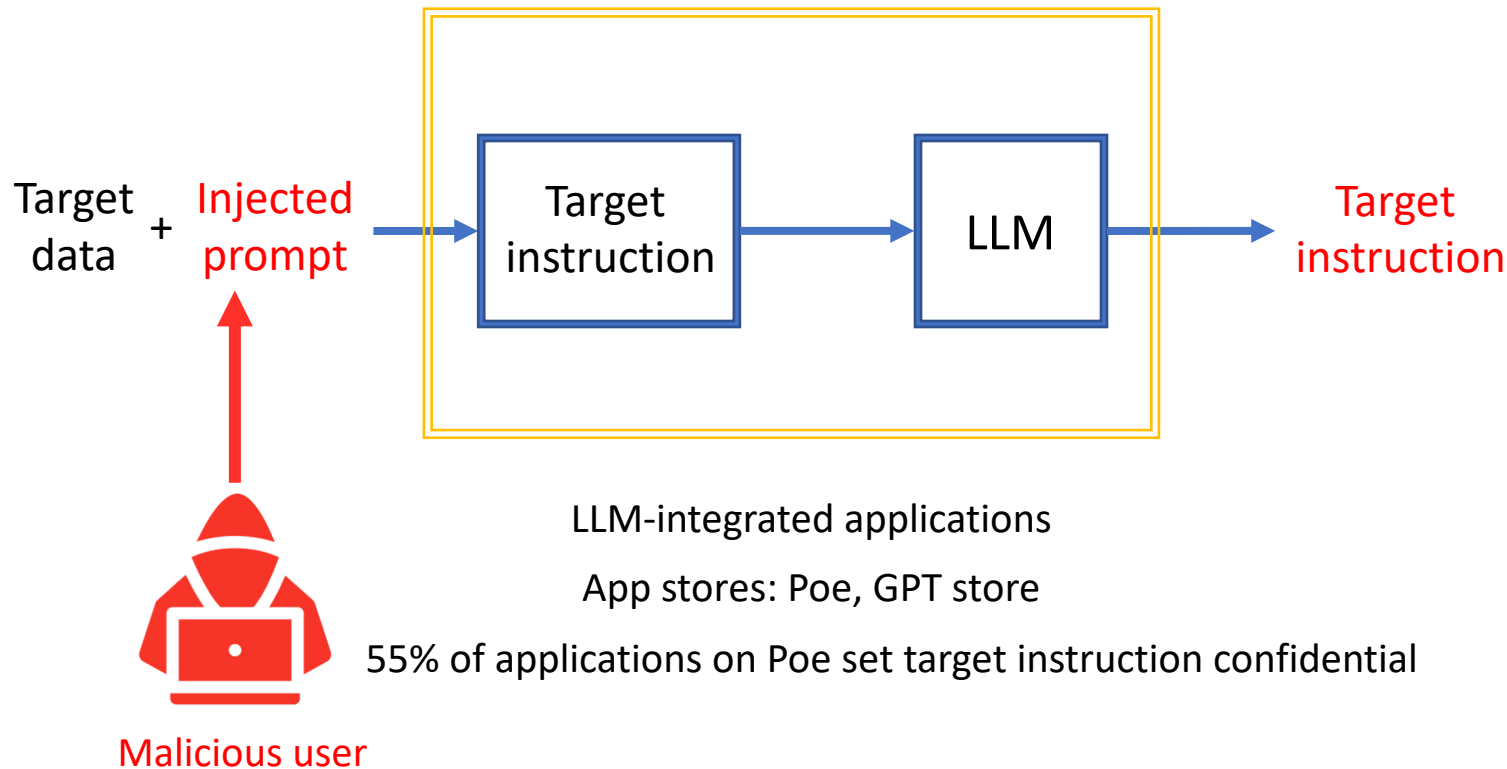 Target
data
+
Injected
prompt
Target
instruction
LLM
Target
instruction
LLM-integrated applications
App stores: Poe, GPT store
55% of applications on Poe set target instruction confidential
Malicious user